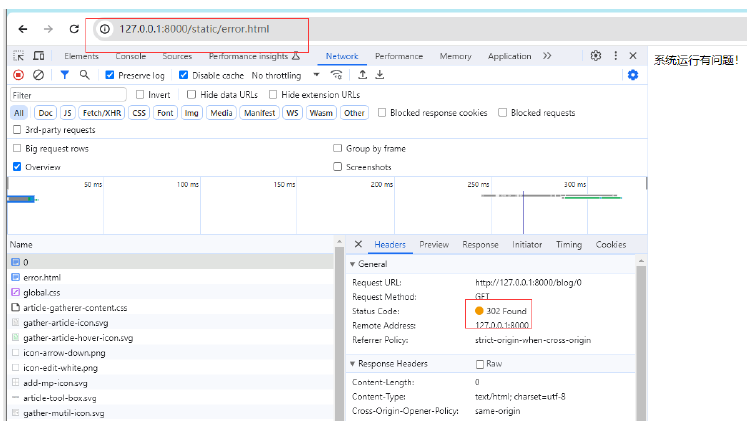 127.0.0.1:8000/static/error.html
Elements Console Sources Performance insights Network Performance Memory Application
系统运行有问题!
Preserve log Disable cache No throttling
Filter Invert Hide data URLs Hide extension URLs
All Doc JS Fetch/XHR CSS Font Img Media Manifest WS Wasm Other Blocked response cookies Blocked requests
3rd-party requests
Big request rows Group by frame
Overview Screenshots
50 ms 100 ms 150 ms 200 ms 250 ms 300 ms
Name
Headers Preview Response Initiator Timing Cookies
0
error.html
global.css
article-gatherer-content.css
gather-article-icon.svg
gather-article-hover-icon.svg
icon-arrow-down.png
icon-edit-white.png
add-mp-icon.svg
article-tool-box.svg
gather-mutil-icon.svg
General
Request URL: http://127.0.0.1:8000/blog/0
Request Method: GET
Status Code: 302 Found
Remote Address: 127.0.0.1:8000
Referrer Policy: strict-origin-when-cross-origin
Response Headers Raw
Content-Length: 0
Content-Type: text/html; charset=utf-8
Cross-Origin-Opener-Policy: same-origin